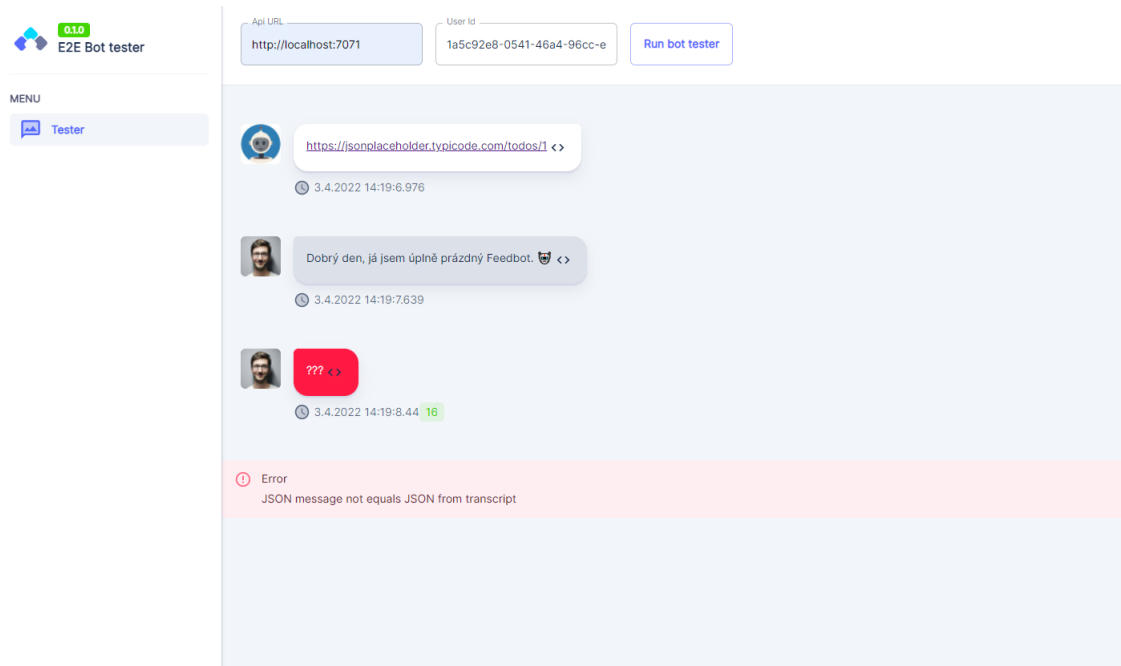 0.1.0
E2E Bot tester
MENU
Tester
Api URL
http://localhost:7071
User Id
1a5c92e8-0541-46a4-96cc-e
Run bot tester
https://jsonplaceholder.typicode.com/todos/1 <>
3.4.2022 14:19:6.976
Dobrý den, já jsem úplně prázdný Feedbot. <>
3.4.2022 14:19:7.639
??? <>
3.4.2022 14:19:8.44 16
Error
JSON message not equals JSON from transcript